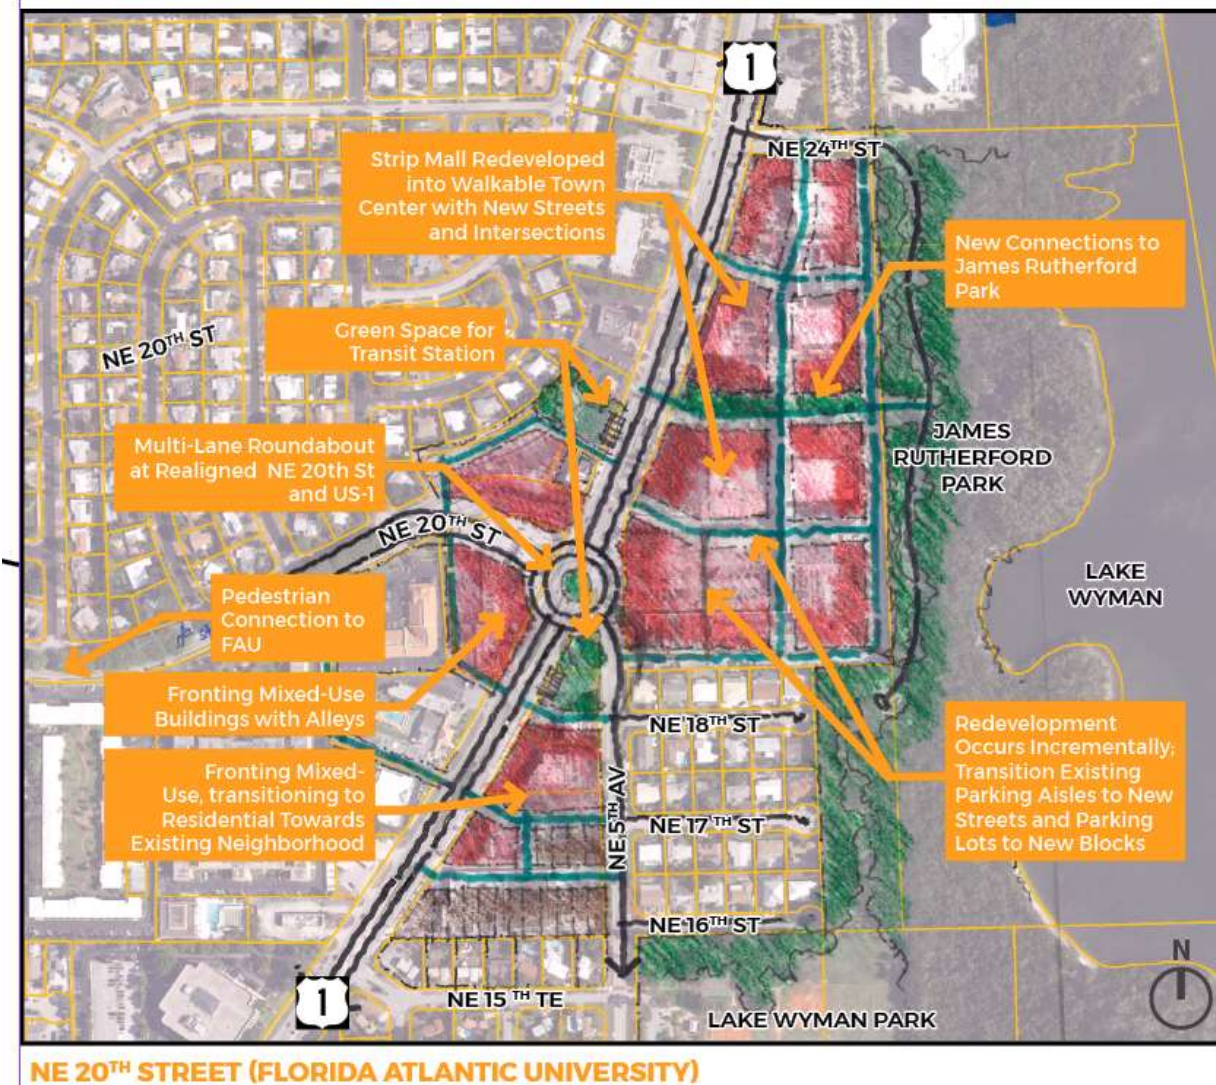 1
NE 24TH ST
Strip Mall Redeveloped
into Walkable Town
Center with New Streets
and Intersections
New Connections to
James Rutherford
Park
Green Space for
Transit Station
NE 20TH ST
Multi-Lane Roundabout
at Realigned NE 20th St
and US-1
JAMES
RUTHERFORD
PARK
NE 20TH ST
LAKE
WYMAN
Pedestrian
Connection to
FAU
Fronting Mixed-Use
Buildings with Alleys
NE 18TH ST
Redevelopment
Occurs Incrementally;
Transition Existing
Parking Aisles to New
Streets and Parking
Lots to New Blocks
Fronting Mixed-
Use, transitioning to
Residential Towards
Existing Neighborhood
NE 5TH AV
NE 17TH ST
NE 16TH ST
N
1
NE 15TH TE
LAKE WYMAN PARK
NE 20TH STREET (FLORIDA ATLANTIC UNIVERSITY)